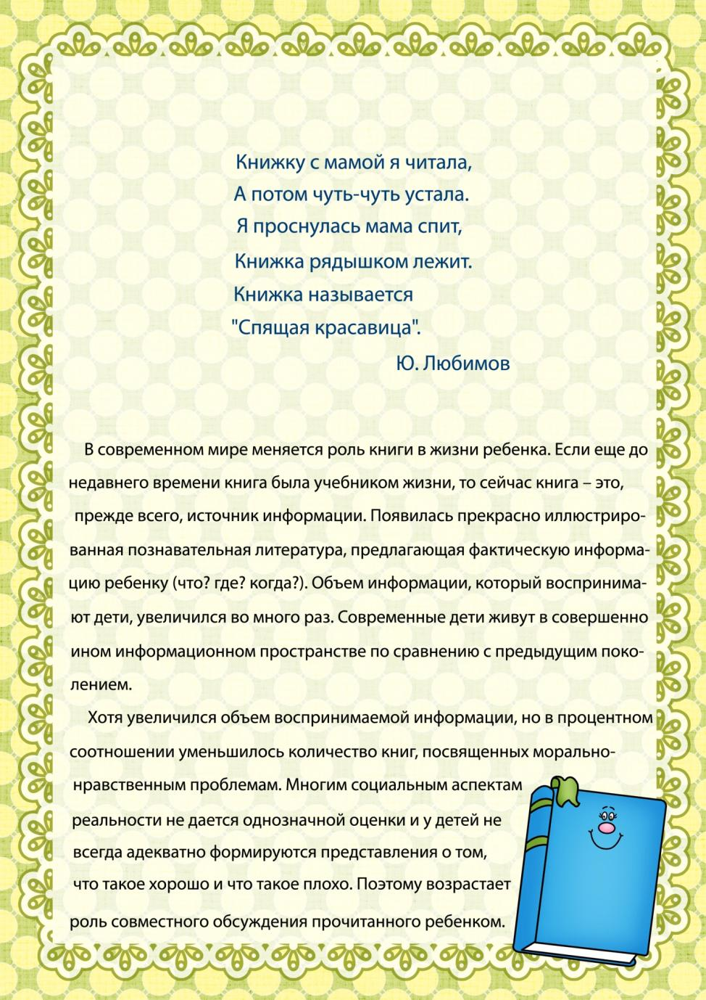 Книжку с мамой я читала,
А потом чуть-чуть устала.
Я проснулась мама спит,
Книжка рядышком лежит.
Книжка называется
"Спящая красавица".
Ю. Любимов
В современном мире меняется роль книги в жизни ребенка. Если еще до
недавнего времени книга была учебником жизни, то сейчас книга – это,
прежде всего, источник информации. Появилась прекрасно иллюстриро-
ванная познавательная литература, предлагающая фактическую информа-
цию ребенку (что? где? когда?). Объем информации, который воспринима-
ют дети, увеличился во много раз. Современные дети живут в совершенно
ином информационном пространстве по сравнению с предыдущим поко-
лением.
Хотя увеличился объем воспринимаемой информации, но в процентном
соотношении уменьшилось количество книг, посвященных морально-
нравственным проблемам. Многим социальным аспектам
реальности не дается однозначной оценки и у детей не
всегда адекватно формируются представления о том,
что такое хорошо и что такое плохо. Поэтому возрастает
роль совместного обсуждения прочитанного ребенком.